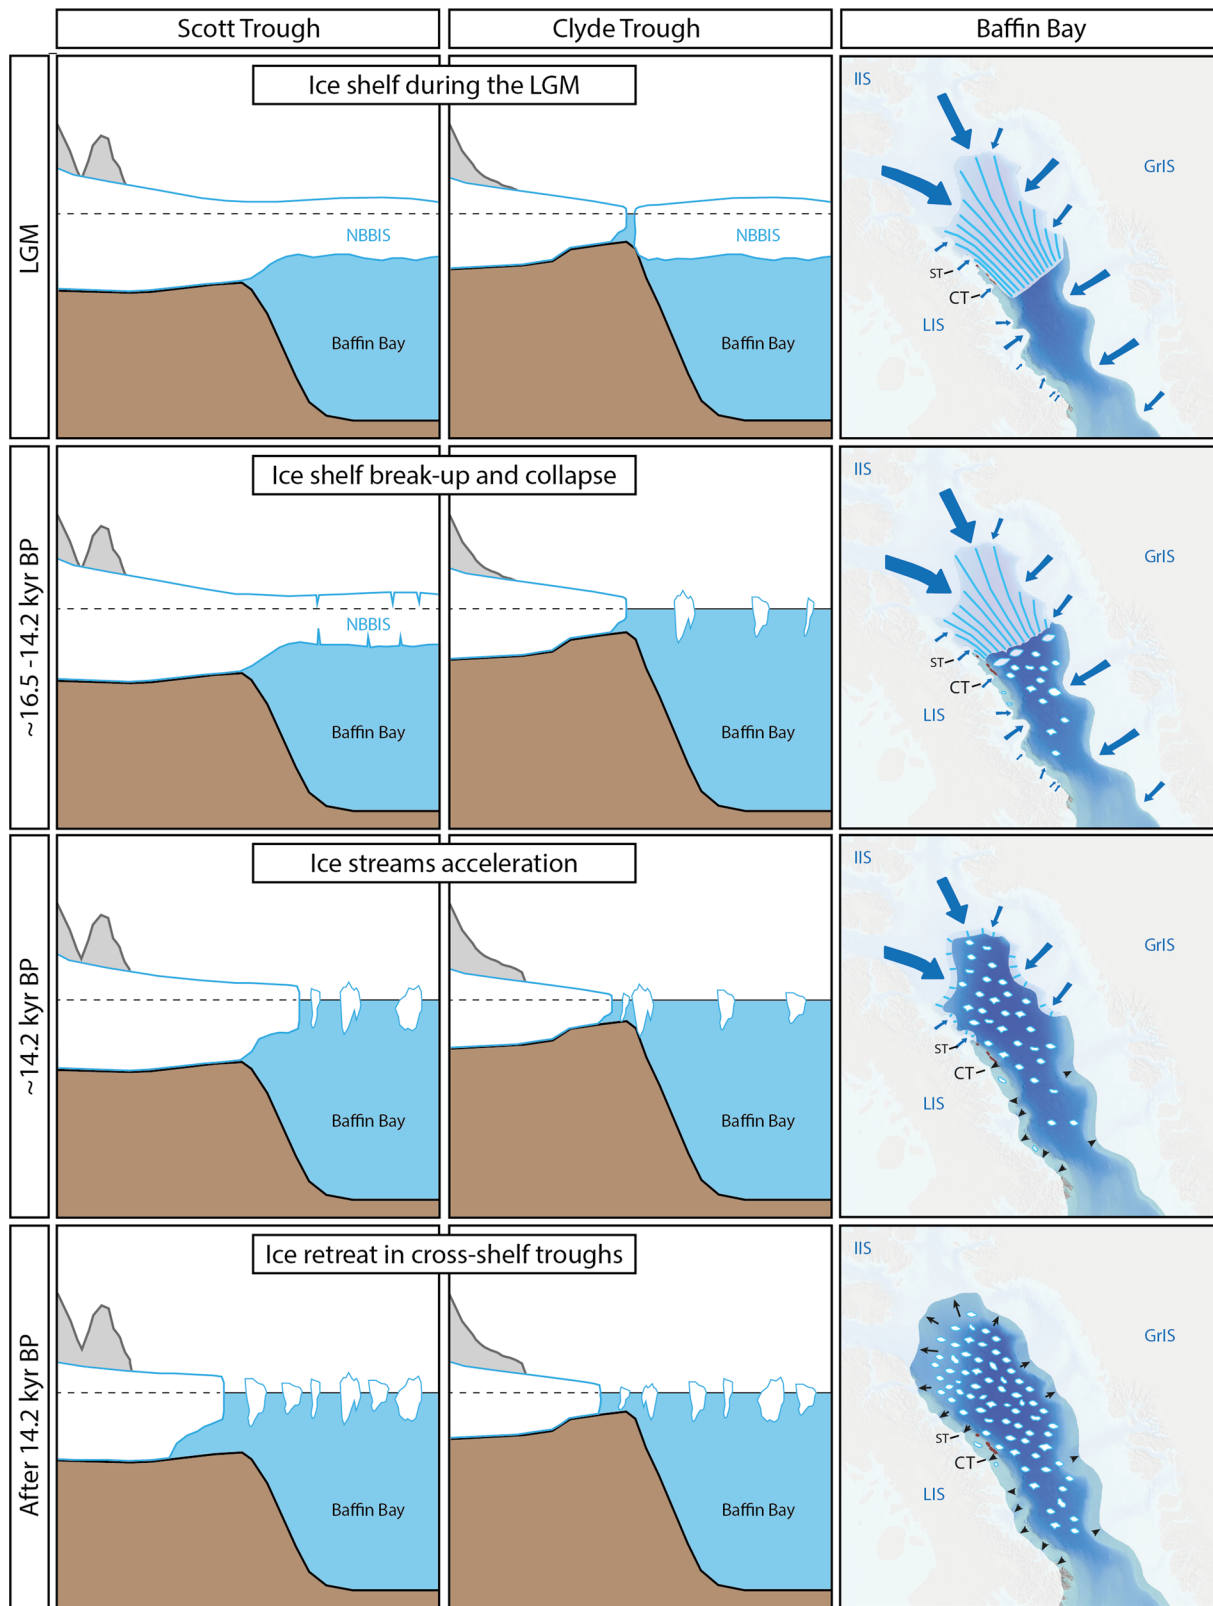 Scott Trough
Clyde Trough
Baffin Bay
LGM
Ice shelf during the LGM
NBBIS
Baffin Bay
NBBIS
Baffin Bay
IIS
GrIS
ST
CT
LIS
~16.5 -14.2 kyr BP
Ice shelf break-up and collapse
NBBIS
Baffin Bay
Baffin Bay
IIS
GrIS
ST
CT
LIS
~14.2 kyr BP
Ice streams acceleration
Baffin Bay
Baffin Bay
IIS
GrIS
ST
CT
LIS
After 14.2 kyr BP
Ice retreat in cross-shelf troughs
Baffin Bay
Baffin Bay
IIS
GrIS
ST
CT
LIS